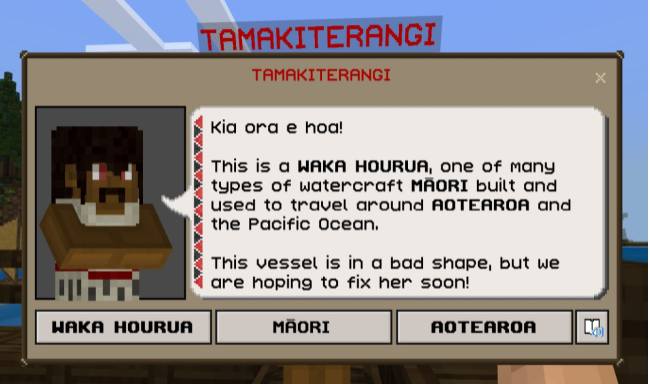 TAMAKITERANGI
TAMAKITERANGI
Kia ora e hoa!
This is a WAKA HOURUA, one of many
types of watercraft MĀORI built and
used to travel around AOTEAROA and
the Pacific Ocean.
This vessel is in a bad shape, but we
are hoping to fix her soon!
WAKA HOURUA
MĀORI
AOTEAROA